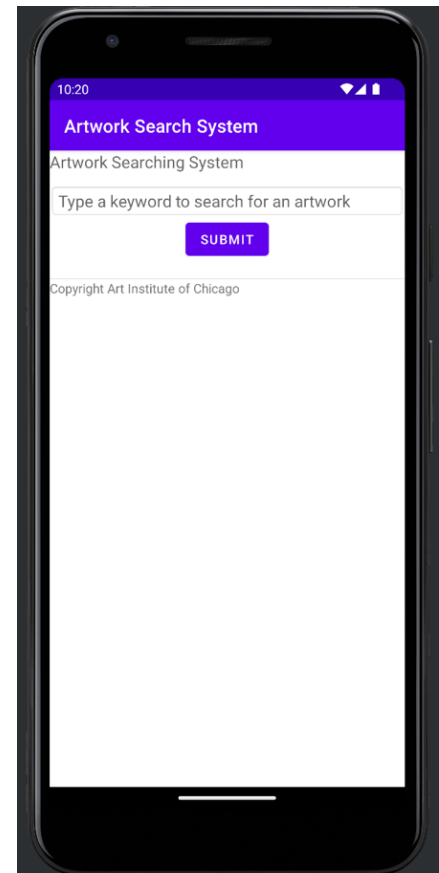 10:20
Artwork Search System
Artwork Searching System
Type a keyword to search for an artwork
SUBMIT
Copyright Art Institute of Chicago